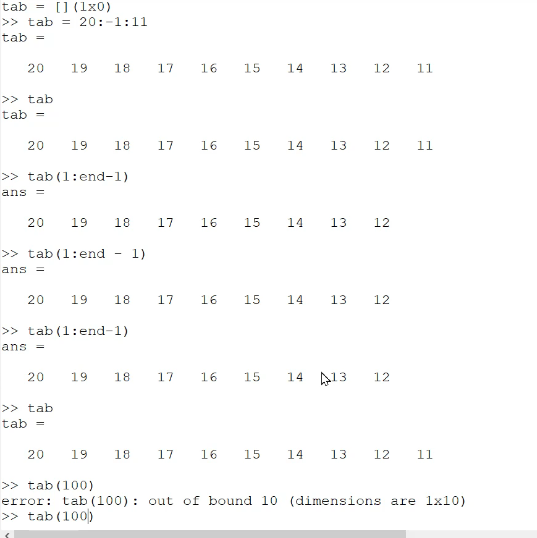 tab = [](1x0)
>> tab = 20:-1:11
tab =
20 19 18 17 16 15 14 13 12 11
>> tab
tab =
20 19 18 17 16 15 14 13 12 11
>> tab(1:end-1)
ans =
20 19 18 17 16 15 14 13 12
>> tab(1:end - 1)
ans =
20 19 18 17 16 15 14 13 12
>> tab(1:end-1)
ans =
20 19 18 17 16 15 14 13 12
>> tab
tab =
20 19 18 17 16 15 14 13 12 11
>> tab(100)
error: tab(100): out of bound 10 (dimensions are 1x10)
>> tab(100)